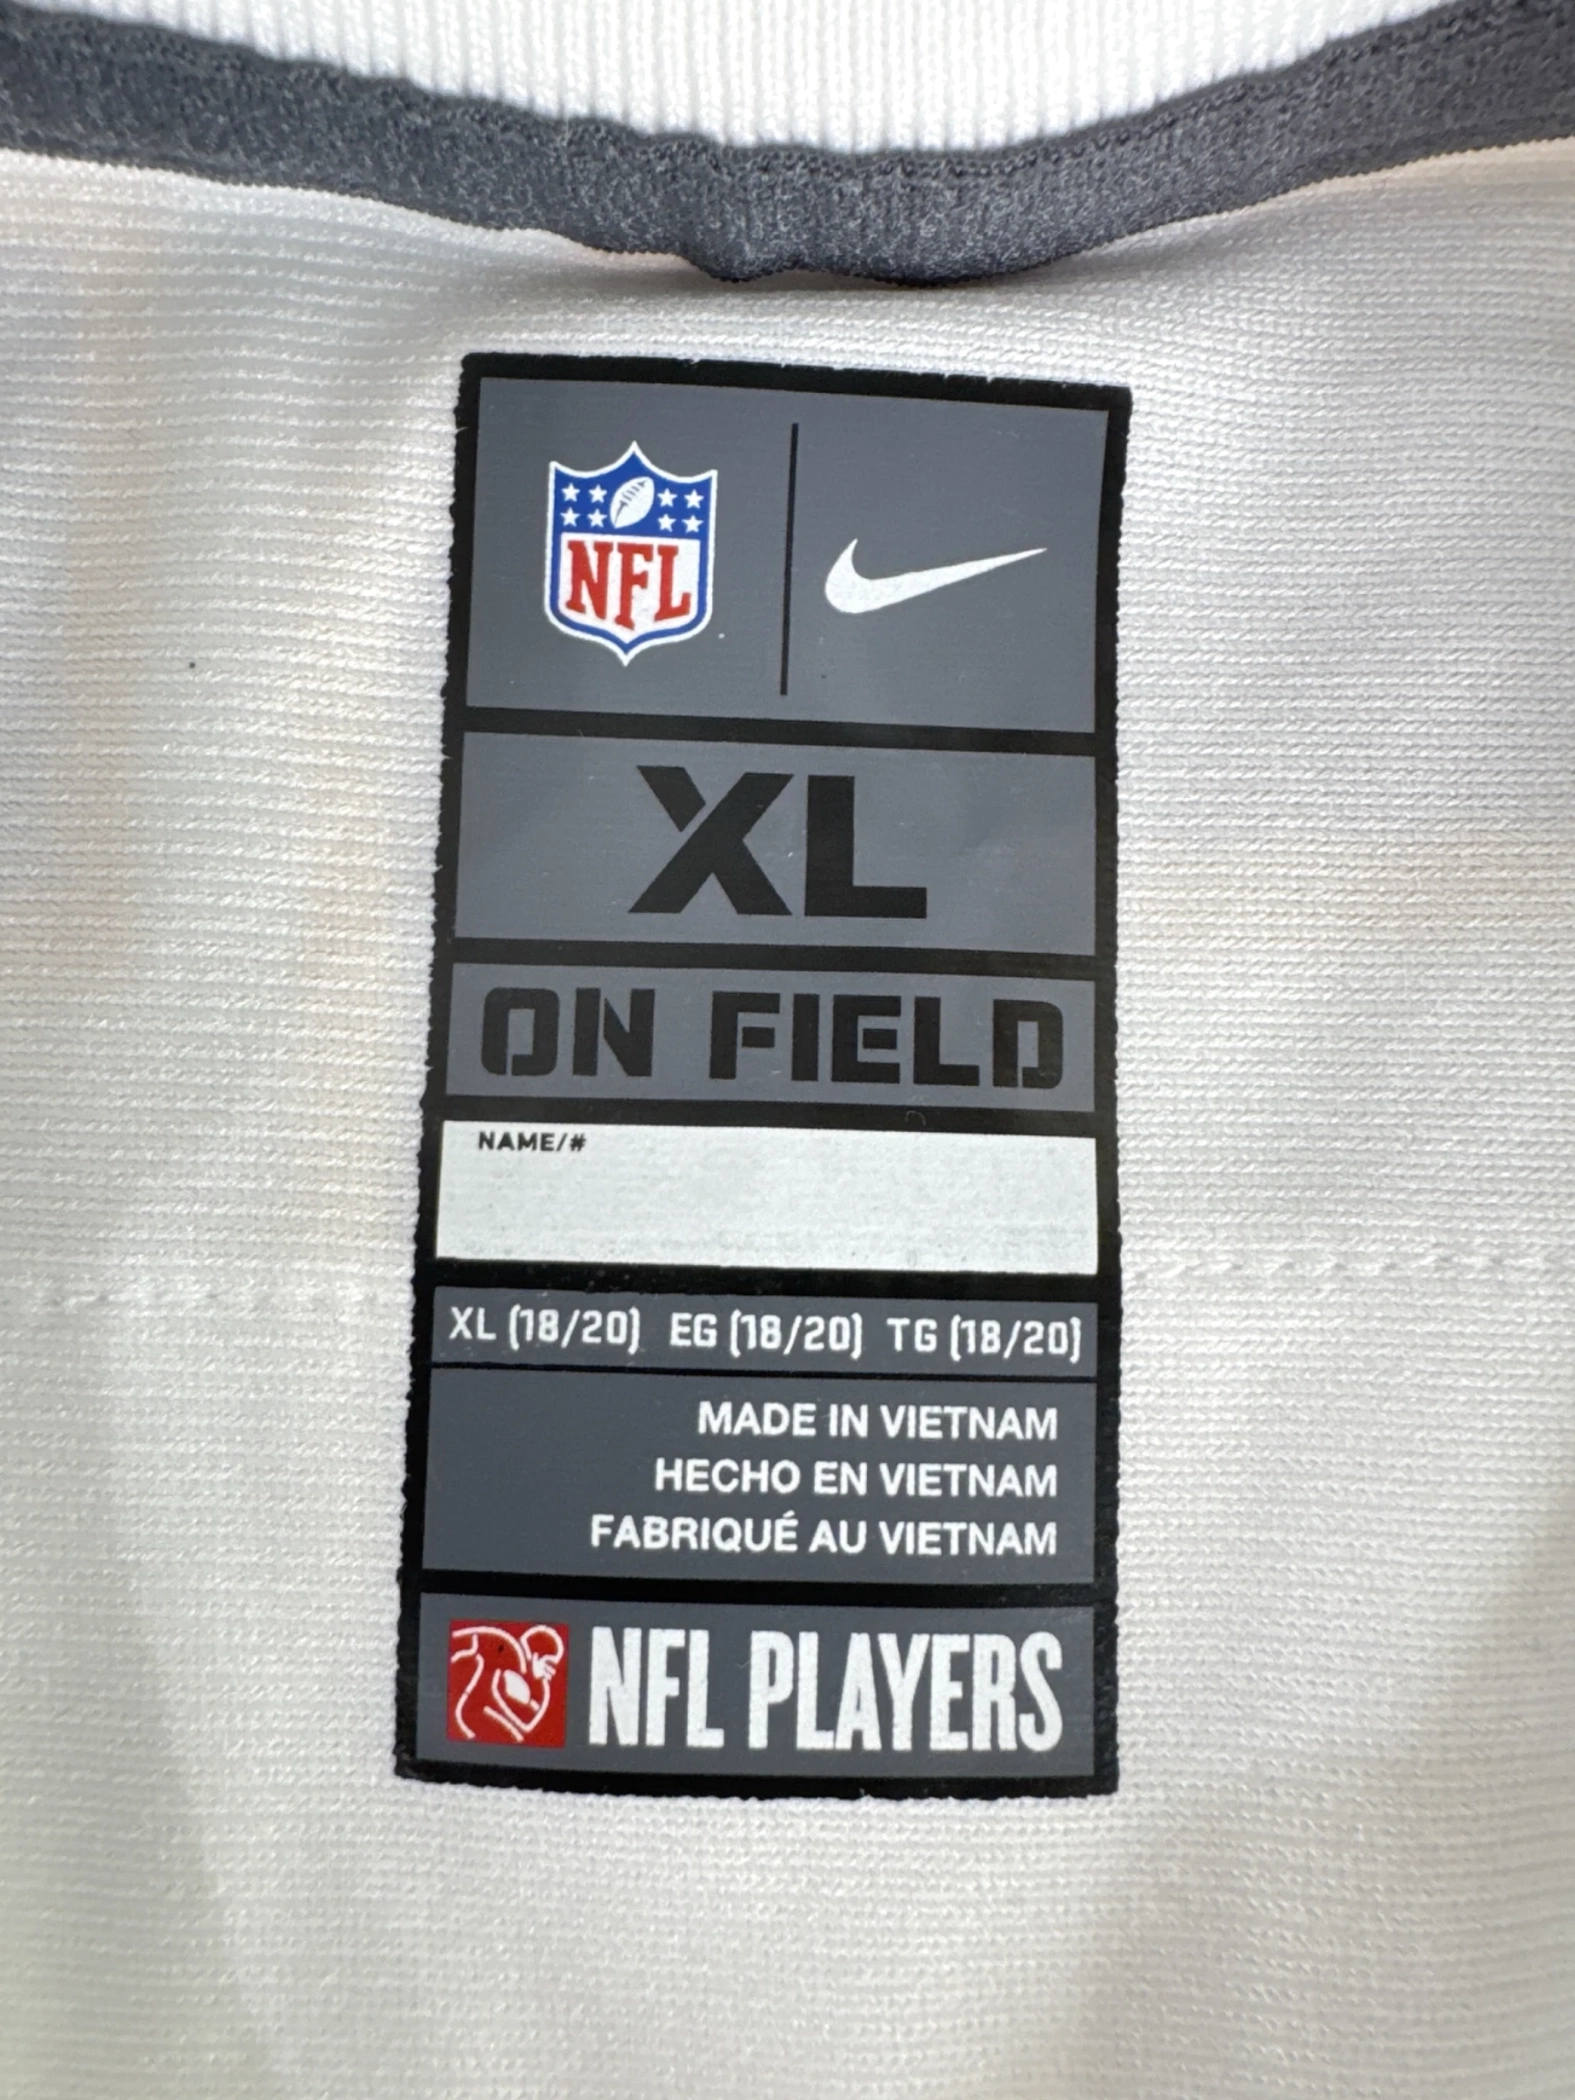 NFL
XL
ON FIELD
NAME/#
XL (18/20) EG (18/20) TG (18/20)
MADE IN VIETNAM
HECHO EN VIETNAM
FABRIQUÉ AU VIETNAM
NFL PLAYERS